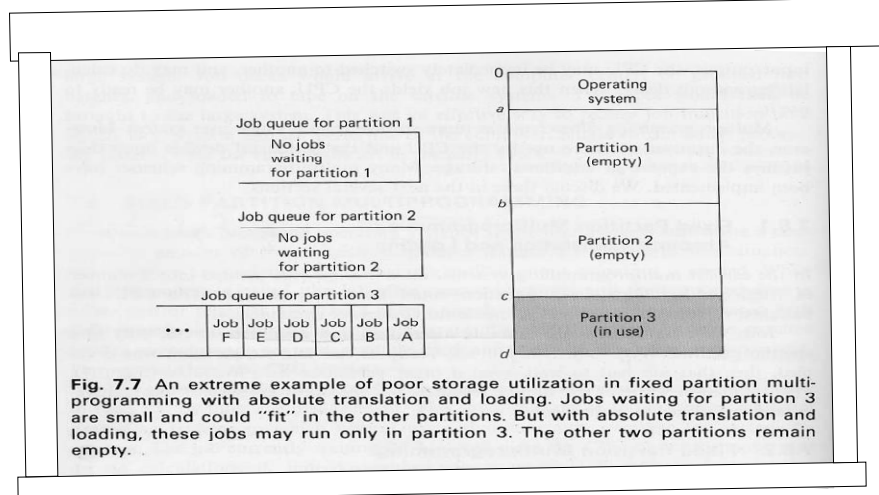 Job queue for partition 1
No jobs
waiting
for partition 1
Job queue for partition 2
No jobs
waiting
for partition 2
Job queue for partition 3
• • •
Job Job Job Job Job Job
F E D C B A
0
Operating
system
a
Partition 1
(empty)
b
Partition 2
(empty)
c
Partition 3
(in use)
d
Fig. 7.7 An extreme example of poor storage utilization in fixed partition multi-
programming with absolute translation and loading. Jobs waiting for partition 3
are small and could "fit" in the other partitions. But with absolute translation and
loading, these jobs may run only in partition 3. The other two partitions remain
empty.